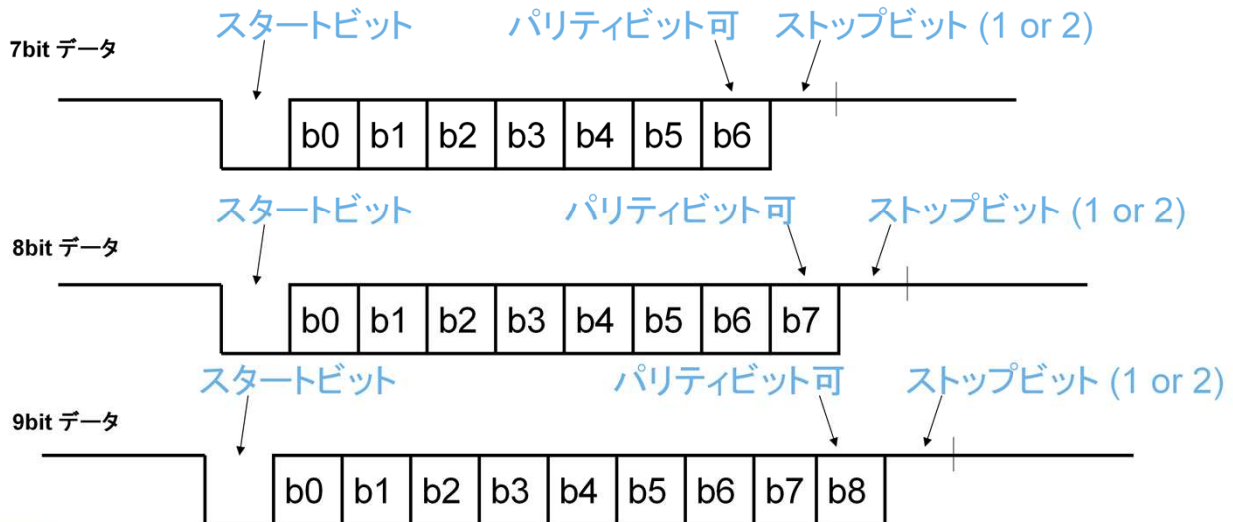 スタートビット パリティビット可 ストップビット (1 or 2)
7bit データ
b0 b1 b2 b3 b4 b5 b6
スタートビット パリティビット可 ストップビット (1 or 2)
8bit データ
b0 b1 b2 b3 b4 b5 b6 b7
スタートビット パリティビット可 ストップビット (1 or 2)
9bit データ
b0 b1 b2 b3 b4 b5 b6 b7 b8